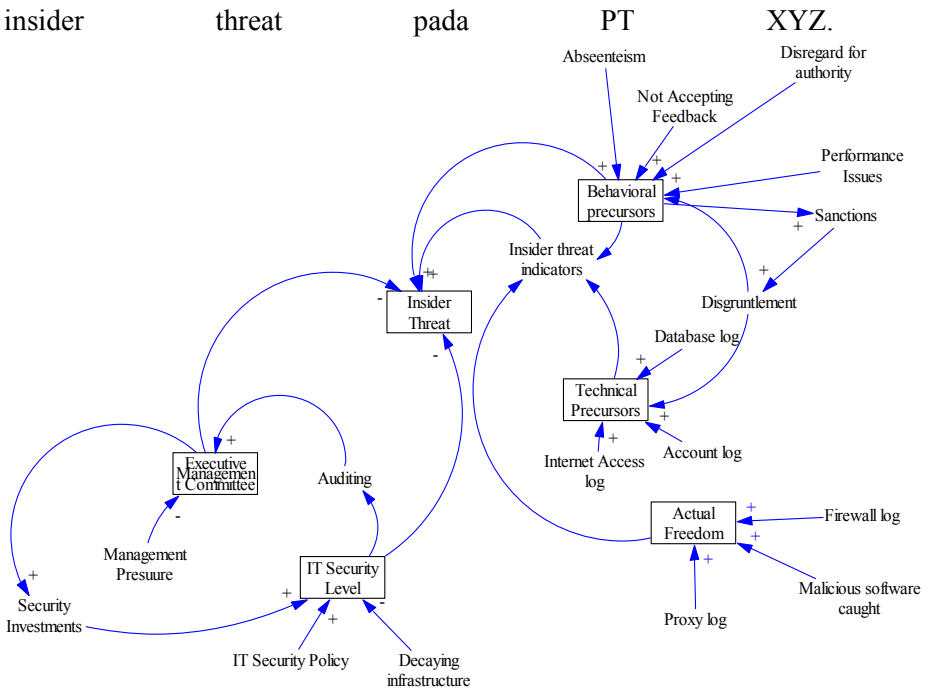 insider threat pada PT XYZ.
Abseenteism
Disregard for
authority
Not Accepting
Feedback
Performance
Issues
+
+
+
Behavioral
precursors
Sanctions
+
Insider threat
indicators
+
Disgruntlement
++
-
Insider
Threat
-
Database log
+
Technical
Precursors
+
+
Internet Access
log
Account log
+
Executive
Managemen
t Committee
-
Auditing
Management
Presuure
Actual
Freedom
+
+
+
Firewall log
Malicious software
caught
Proxy log
IT Security
Level
+
-
+
+
Security
Investments
IT Security Policy
Decaying
infrastructure